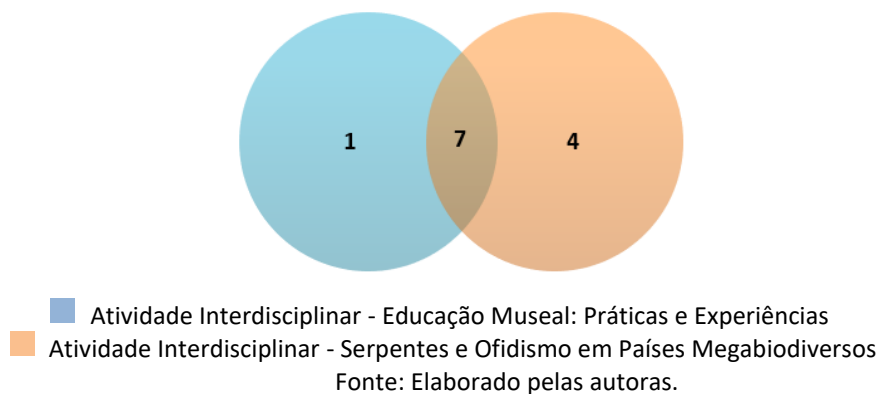 1 7 4
Atividade Interdisciplinar - Educação Museal: Práticas e Experiências
Atividade Interdisciplinar - Serpentes e Ofidismo em Países Megabiodiversos
Fonte: Elaborado pelas autoras.